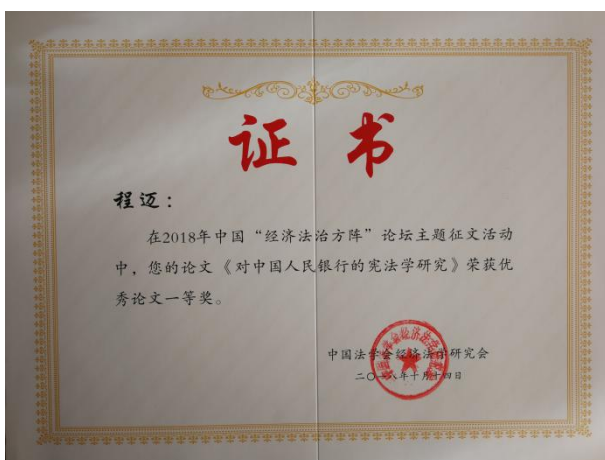 证书
程迈：
在2018年中国“经济法治方阵”论坛主题征文活动
中，您的论文《对中国人民银行的宪法学研究》荣获优
秀论文一等奖。
中国法学会经济法学研究会
二〇一八年十月十四日